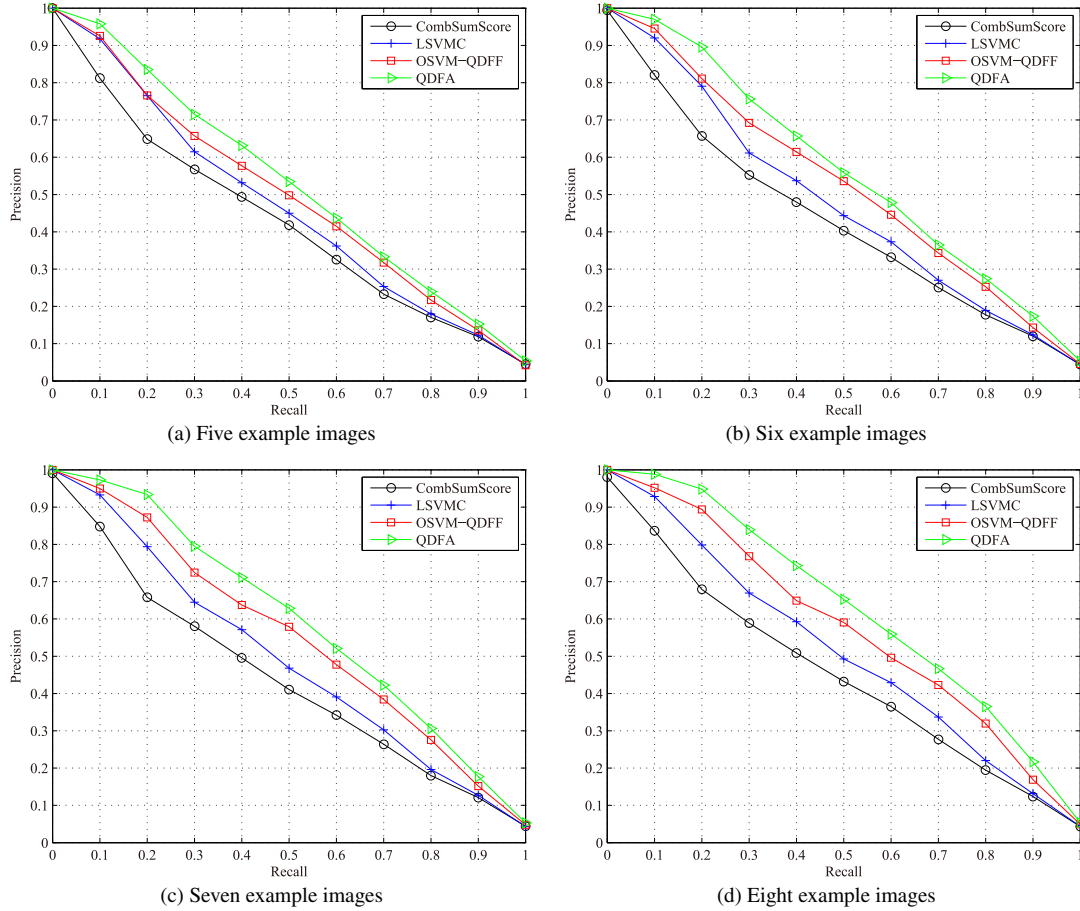 1
0.9
0.8
0.7
0.6
0.5
0.4
0.3
0.2
0.1
0
Precision
0 0.1 0.2 0.3 0.4 0.5 0.6 0.7 0.8 0.9 1
Recall
CombSumScore
LSVMC
OSVM−QDFF
QDFA
(a) Five example images
1
0.9
0.8
0.7
0.6
0.5
0.4
0.3
0.2
0.1
0
Precision
0 0.1 0.2 0.3 0.4 0.5 0.6 0.7 0.8 0.9 1
Recall
CombSumScore
LSVMC
OSVM−QDFF
QDFA
(b) Six example images
1
0.9
0.8
0.7
0.6
0.5
0.4
0.3
0.2
0.1
0
Precision
0 0.1 0.2 0.3 0.4 0.5 0.6 0.7 0.8 0.9 1
Recall
CombSumScore
LSVMC
OSVM−QDFF
QDFA
(c) Seven example images
1
0.9
0.8
0.7
0.6
0.5
0.4
0.3
0.2
0.1
0
Precision
0 0.1 0.2 0.3 0.4 0.5 0.6 0.7 0.8 0.9 1
Recall
CombSumScore
LSVMC
OSVM−QDFF
QDFA
(d) Eight example images